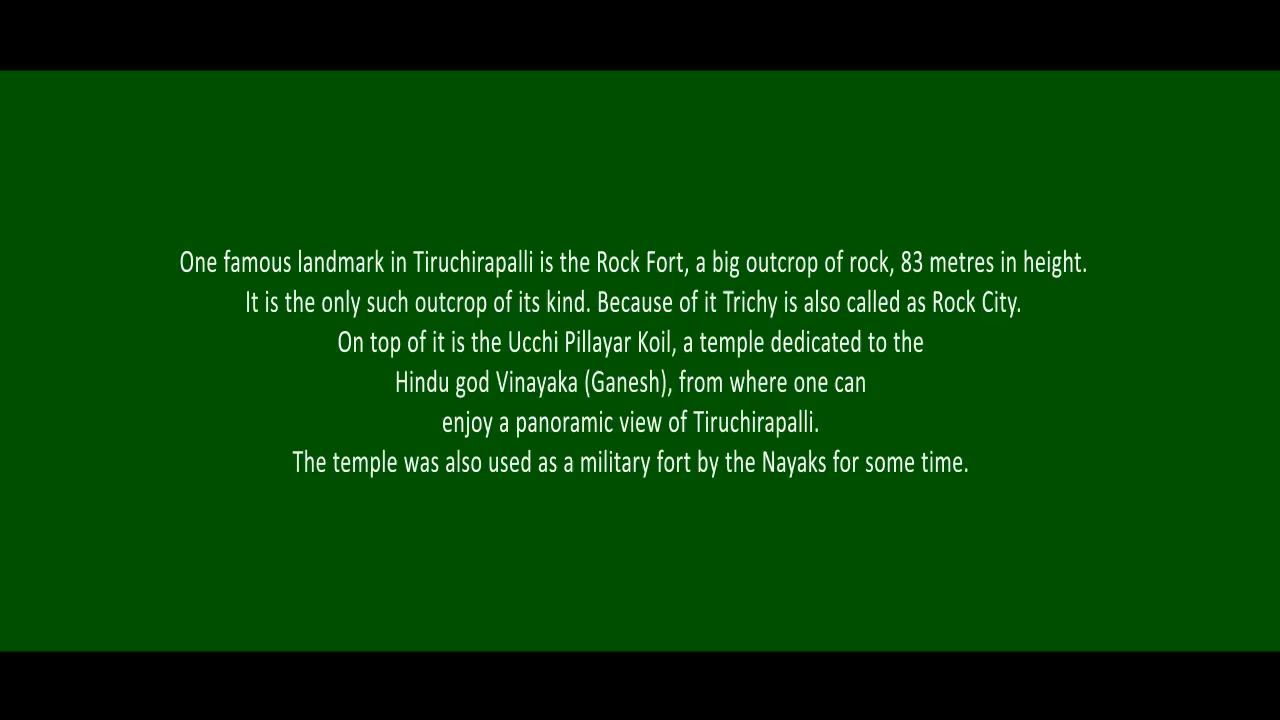 One famous landmark in Tiruchirapalli is the Rock Fort, a big outcrop of rock, 83 metres in height.
It is the only such outcrop of its kind. Because of it Trichy is also called as Rock City.
On top of it is the Ucchi Pillayar Koil, a temple dedicated to the
Hindu god Vinayaka (Ganesh), from where one can
enjoy a panoramic view of Tiruchirapalli.
The temple was also used as a military fort by the Nayaks for some time.